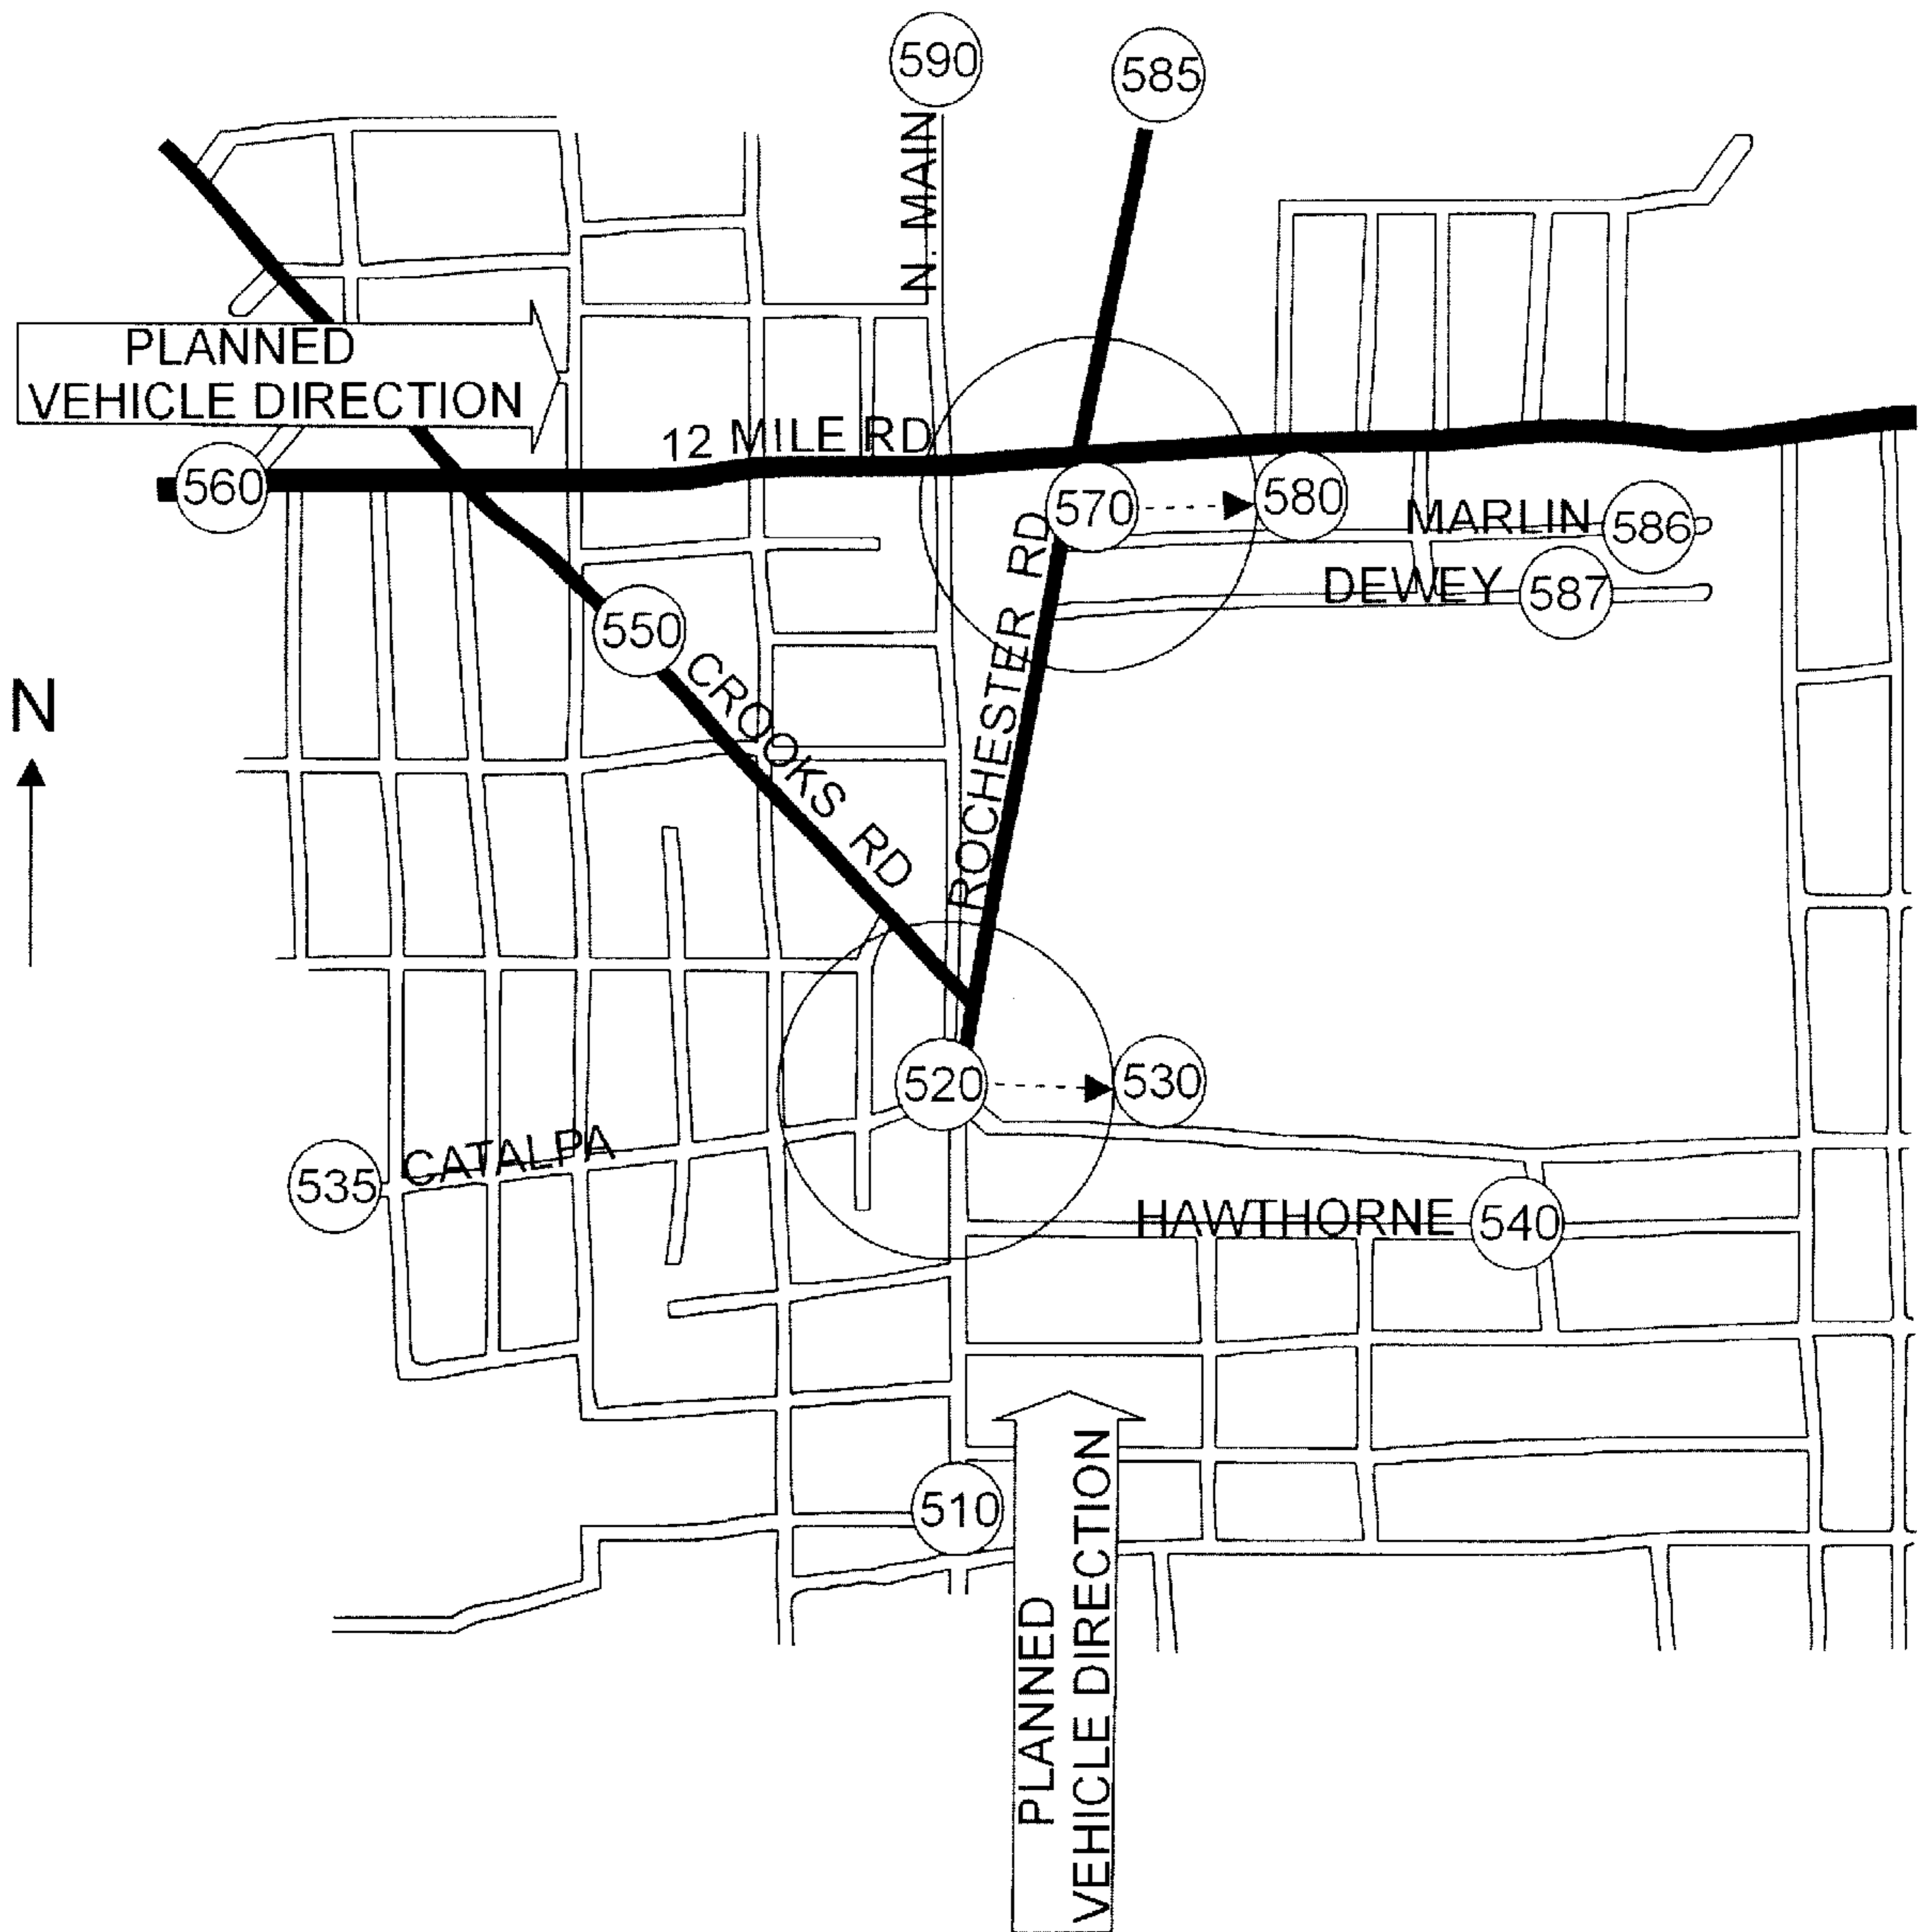 590
585
N. MAIN
PLANNED
VEHICLE DIRECTION
12 MILE RD
560
570
580
MARLIN
586
DEWEY
587
550
CROOKS RD
ROCHESTER RD
N
520
530
535
CATALPA
HAWTHORNE
540
510
PLANNED
VEHICLE DIRECTION